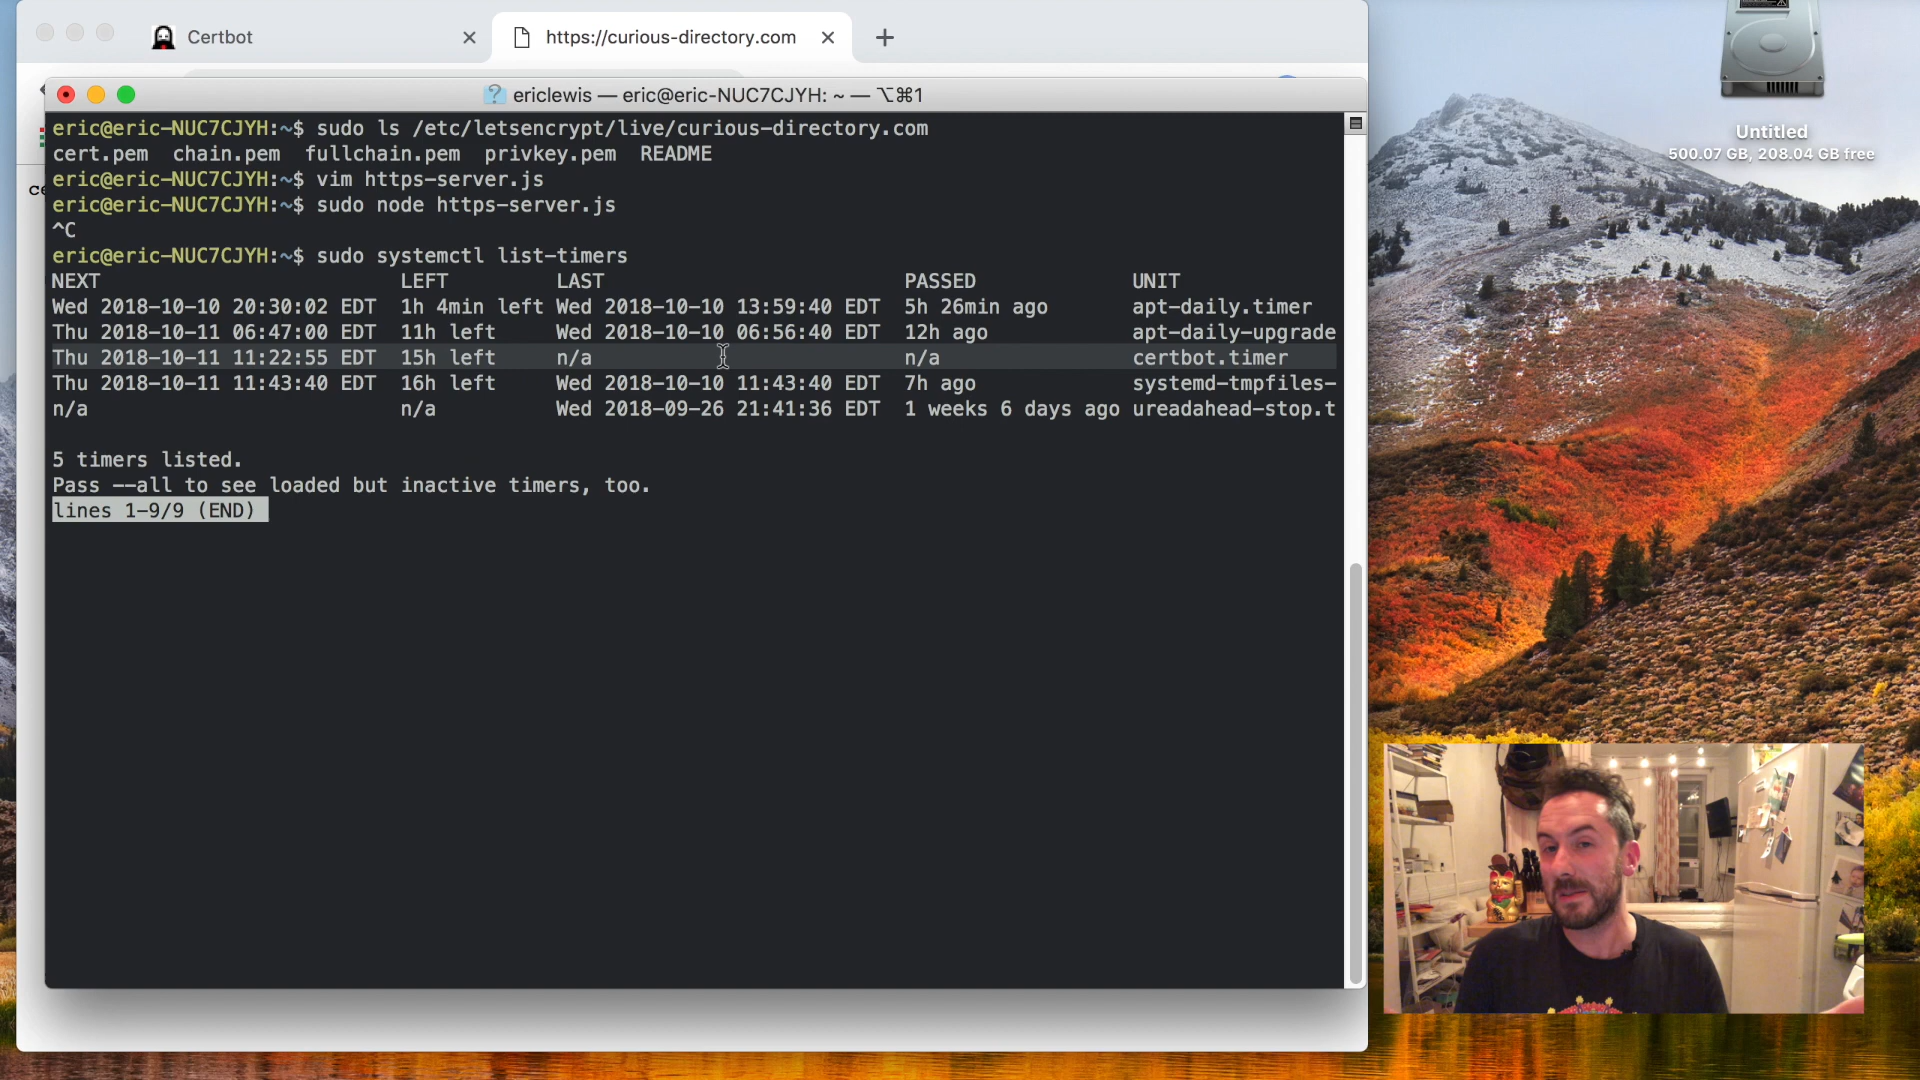 Certbot
https://curious-directory.com
ericlewis — eric@eric-NUC7CJYH: ~ — ⌥⌘1
eric@eric-NUC7CJYH:~$ sudo ls /etc/letsencrypt/live/curious-directory.com
cert.pem  chain.pem  fullchain.pem  privkey.pem  README
eric@eric-NUC7CJYH:~$ vim https-server.js
eric@eric-NUC7CJYH:~$ sudo node https-server.js
^C
eric@eric-NUC7CJYH:~$ sudo systemctl list-timers
NEXT LEFT LAST PASSED UNIT
Wed 2018-10-10 20:30:02 EDT 1h 4min left Wed 2018-10-10 13:59:40 EDT 5h 26min ago apt-daily.timer
Thu 2018-10-11 06:47:00 EDT 11h left Wed 2018-10-10 06:56:40 EDT 12h ago apt-daily-upgrade
Thu 2018-10-11 11:22:55 EDT 15h left n/a n/a certbot.timer
Thu 2018-10-11 11:43:40 EDT 16h left Wed 2018-10-10 11:43:40 EDT 7h ago systemd-tmpfiles-
n/a n/a Wed 2018-09-26 21:41:36 EDT 1 weeks 6 days ago ureadahead-stop.t
5 timers listed.
Pass --all to see loaded but inactive timers, too.
lines 1-9/9 (END)
Untitled
500.07 GB, 208.04 GB free